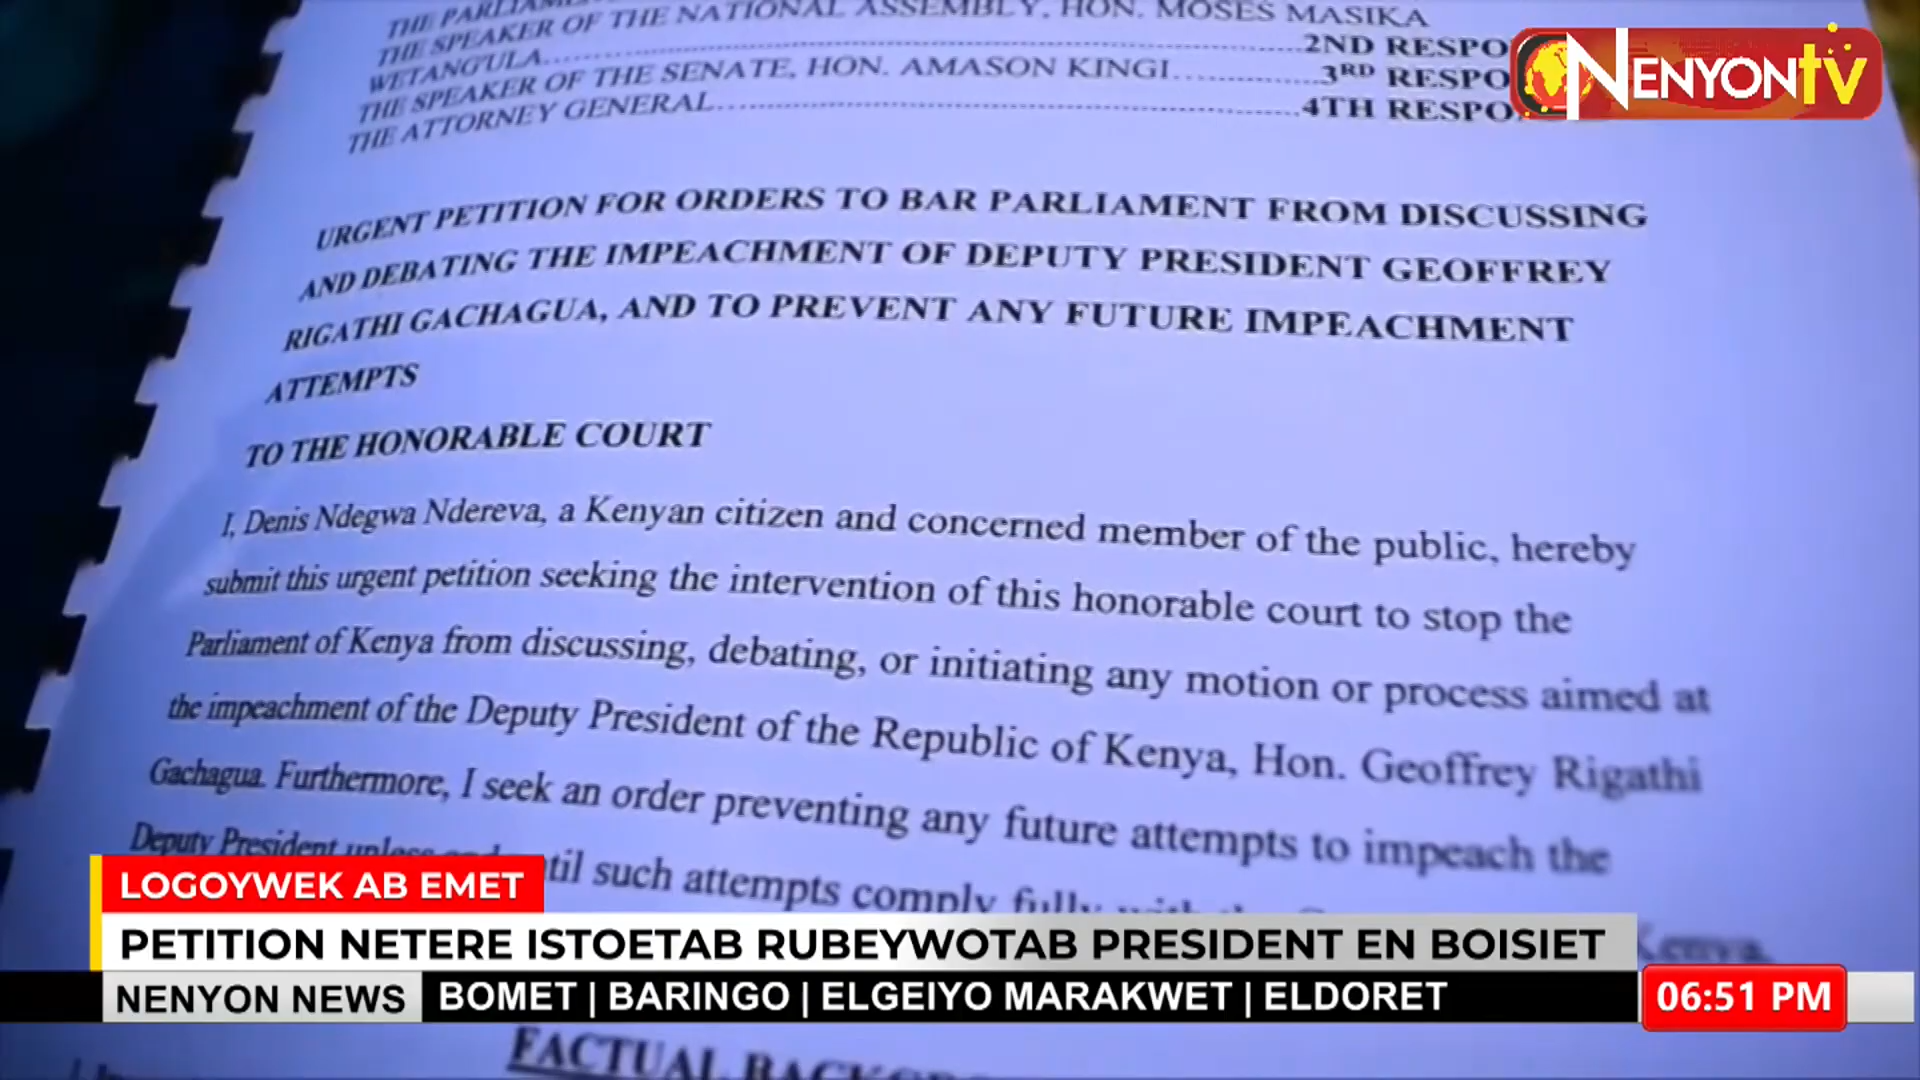 THE SPEAKER OF THE NATIONAL ASSEMBLY, HON. MOSES MASIKA
WETANG'ULA..............2ND RESPO
THE SPEAKER OF THE SENATE, HON. AMASON KINGI..............3RD RESPO
THE ATTORNEY GENERAL..............4TH RESPO
NENYONTV
URGENT PETITION FOR ORDERS TO BAR PARLIAMENT FROM DISCUSSING
AND DEBATING THE IMPEACHMENT OF DEPUTY PRESIDENT GEOFFREY
RIGATHI GACHAGUA, AND TO PREVENT ANY FUTURE IMPEACHMENT
ATTEMPTS
TO THE HONORABLE COURT
I, Denis Ndegwa Ndereva, a Kenyan citizen and concerned member of the public, hereby
submit this urgent petition seeking the intervention of this honorable court to stop the
Parliament of Kenya from discussing, debating, or initiating any motion or process aimed at
the impeachment of the Deputy President of the Republic of Kenya, Hon. Geoffrey Rigathi
Gachagua. Furthermore, I seek an order preventing any future attempts to impeach the
Deputy President such attempts comply fully
Kenya,
LOGOYWEK AB EMET
PETITION NETERE ISTOETAB RUBEYWOTAB PRESIDENT EN BOISIET
NENYON NEWS BOMET | BARINGO | ELGEIYO MARAKWET | ELDORET
06:51 PM
FACTUAL